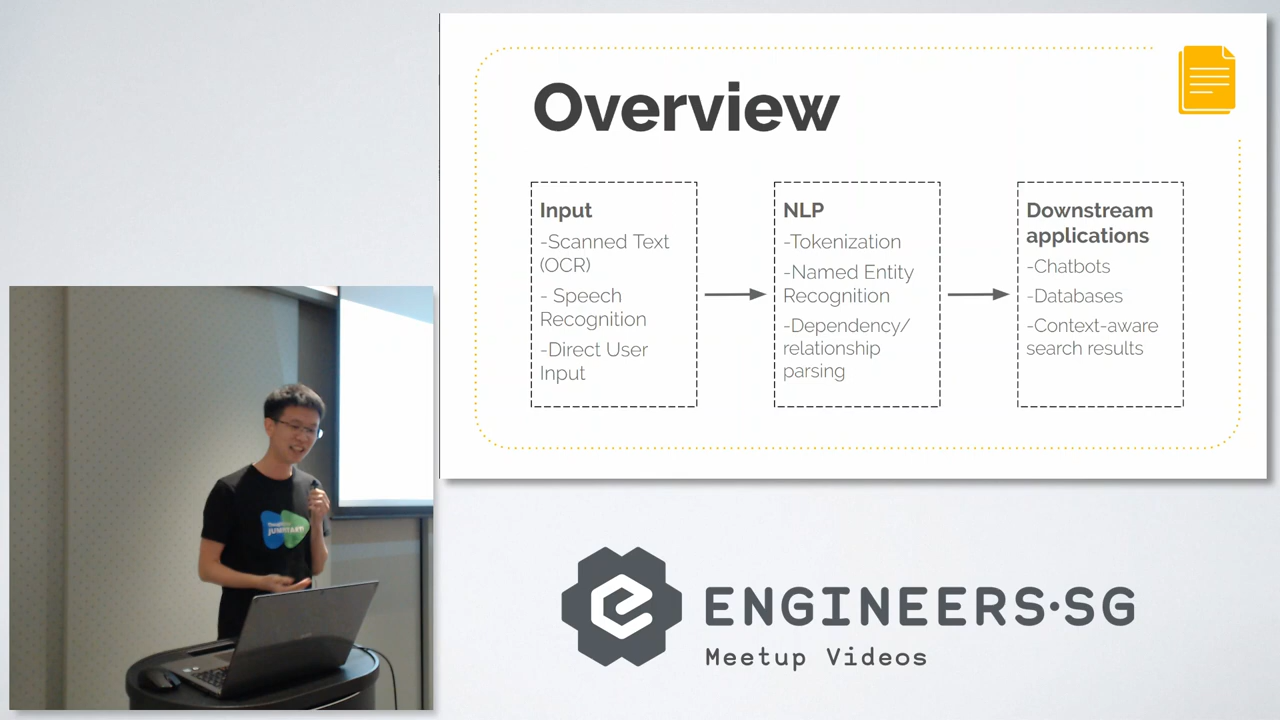 Overview
Input
-Scanned Text
(OCR)
- Speech
Recognition
-Direct User
Input
NLP
-Tokenization
-Named Entity
Recognition
-Dependency/
relationship
parsing
Downstream
applications
-Chatbots
-Databases
-Context-aware
search results
JUMPSTART!
ENGINEERS·SG
Meetup Videos